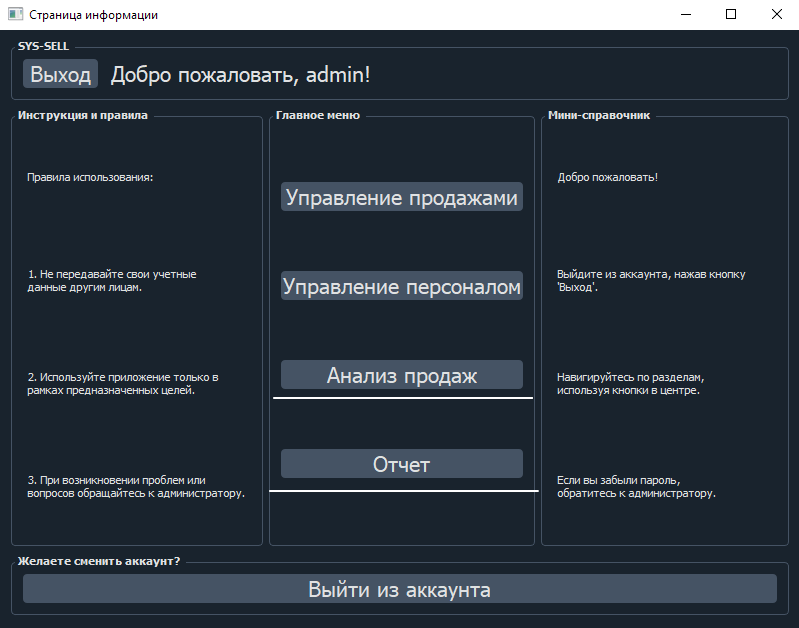 Страница информации
SYS-SELL
Выход
Добро пожаловать, admin!
Инструкция и правила
Правила использования:
1. Не передавайте свои учетные
данные другим лицам.
2. Используйте приложение только в
рамках предназначенных целей.
3. При возникновении проблем или
вопросов обращайтесь к администратору.
Главное меню
Управление продажами
Управление персоналом
Анализ продаж
Отчет
Мини-справочник
Добро пожаловать!
Выйдите из аккаунта, нажав кнопку
'Выход'.
Навигируйтесь по разделам,
используя кнопки в центре.
Если вы забыли пароль,
обратитесь к администратору.
Желаете сменить аккаунт?
Выйти из аккаунта